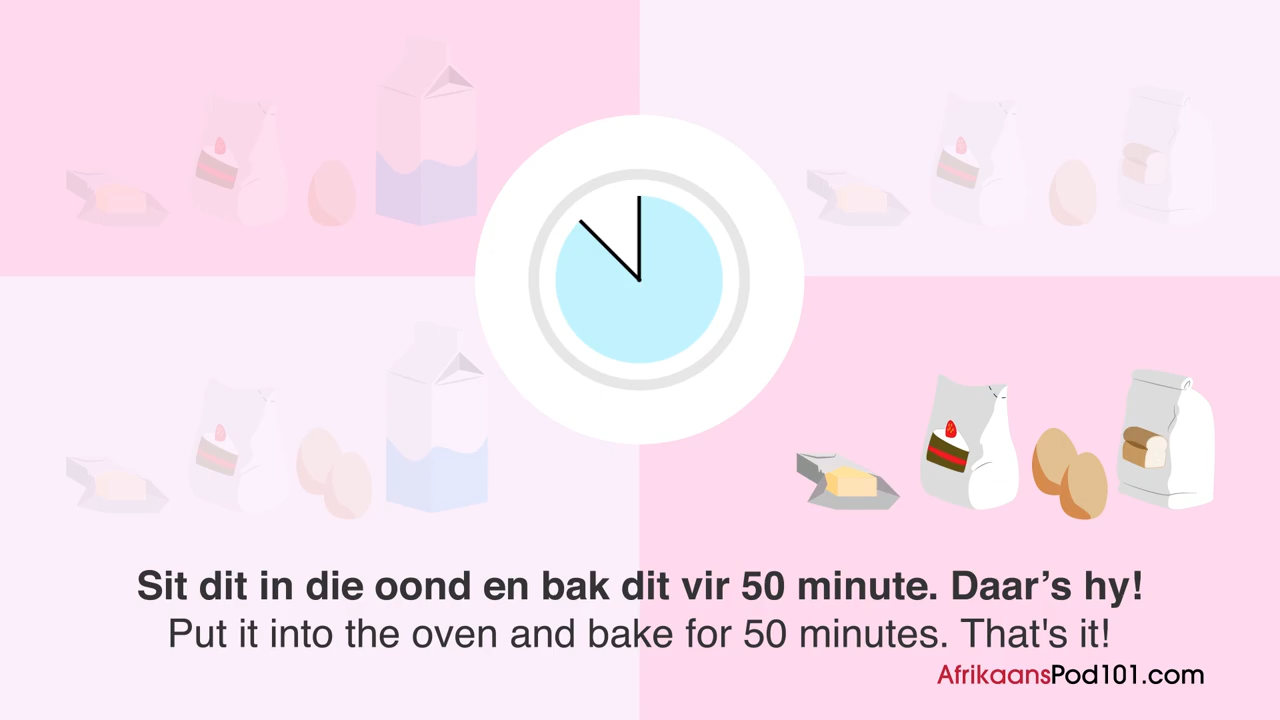 Sit dit in die oond en bak dit vir 50 minute. Daar’s hy!
Put it into the oven and bake for 50 minutes. That's it!
AfrikaansPod101.com